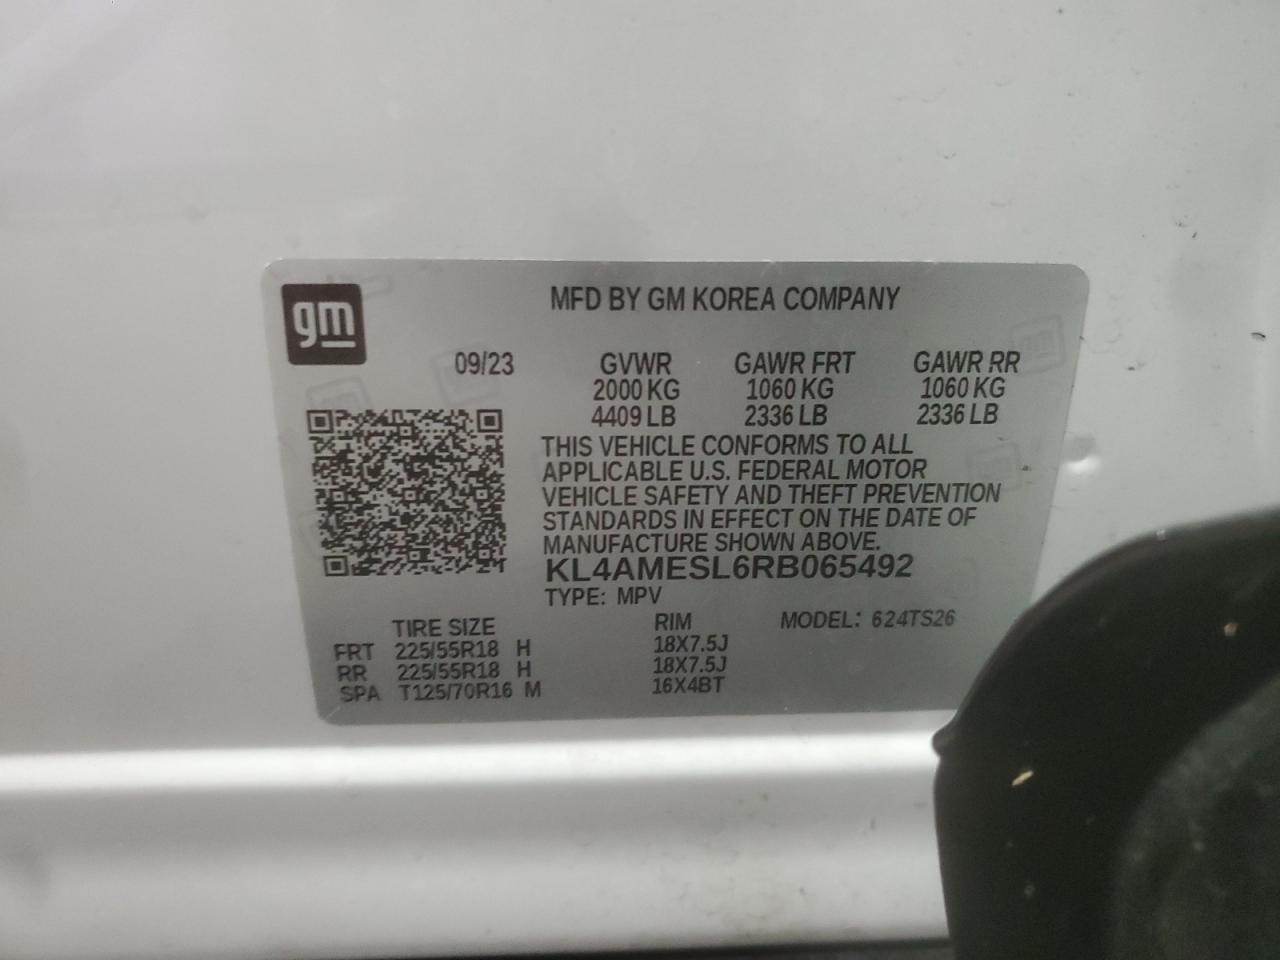 gm
MFD BY GM KOREA COMPANY
09/23 GVWR GAWR FRT GAWR RR
2000 KG 1060 KG 1060 KG
4409 LB 2336 LB 2336 LB
THIS VEHICLE CONFORMS TO ALL
APPLICABLE U.S. FEDERAL MOTOR
VEHICLE SAFETY AND THEFT PREVENTION
STANDARDS IN EFFECT ON THE DATE OF
MANUFACTURE SHOWN ABOVE.
KL4AMESL6RB065492
TYPE: MPV
TIRE SIZE RIM MODEL: 624TS26
FRT 225/55R18 H 18X7.5J
RR 225/55R18 H 18X7.5J
SPA T125/70R16 M 16X4BT